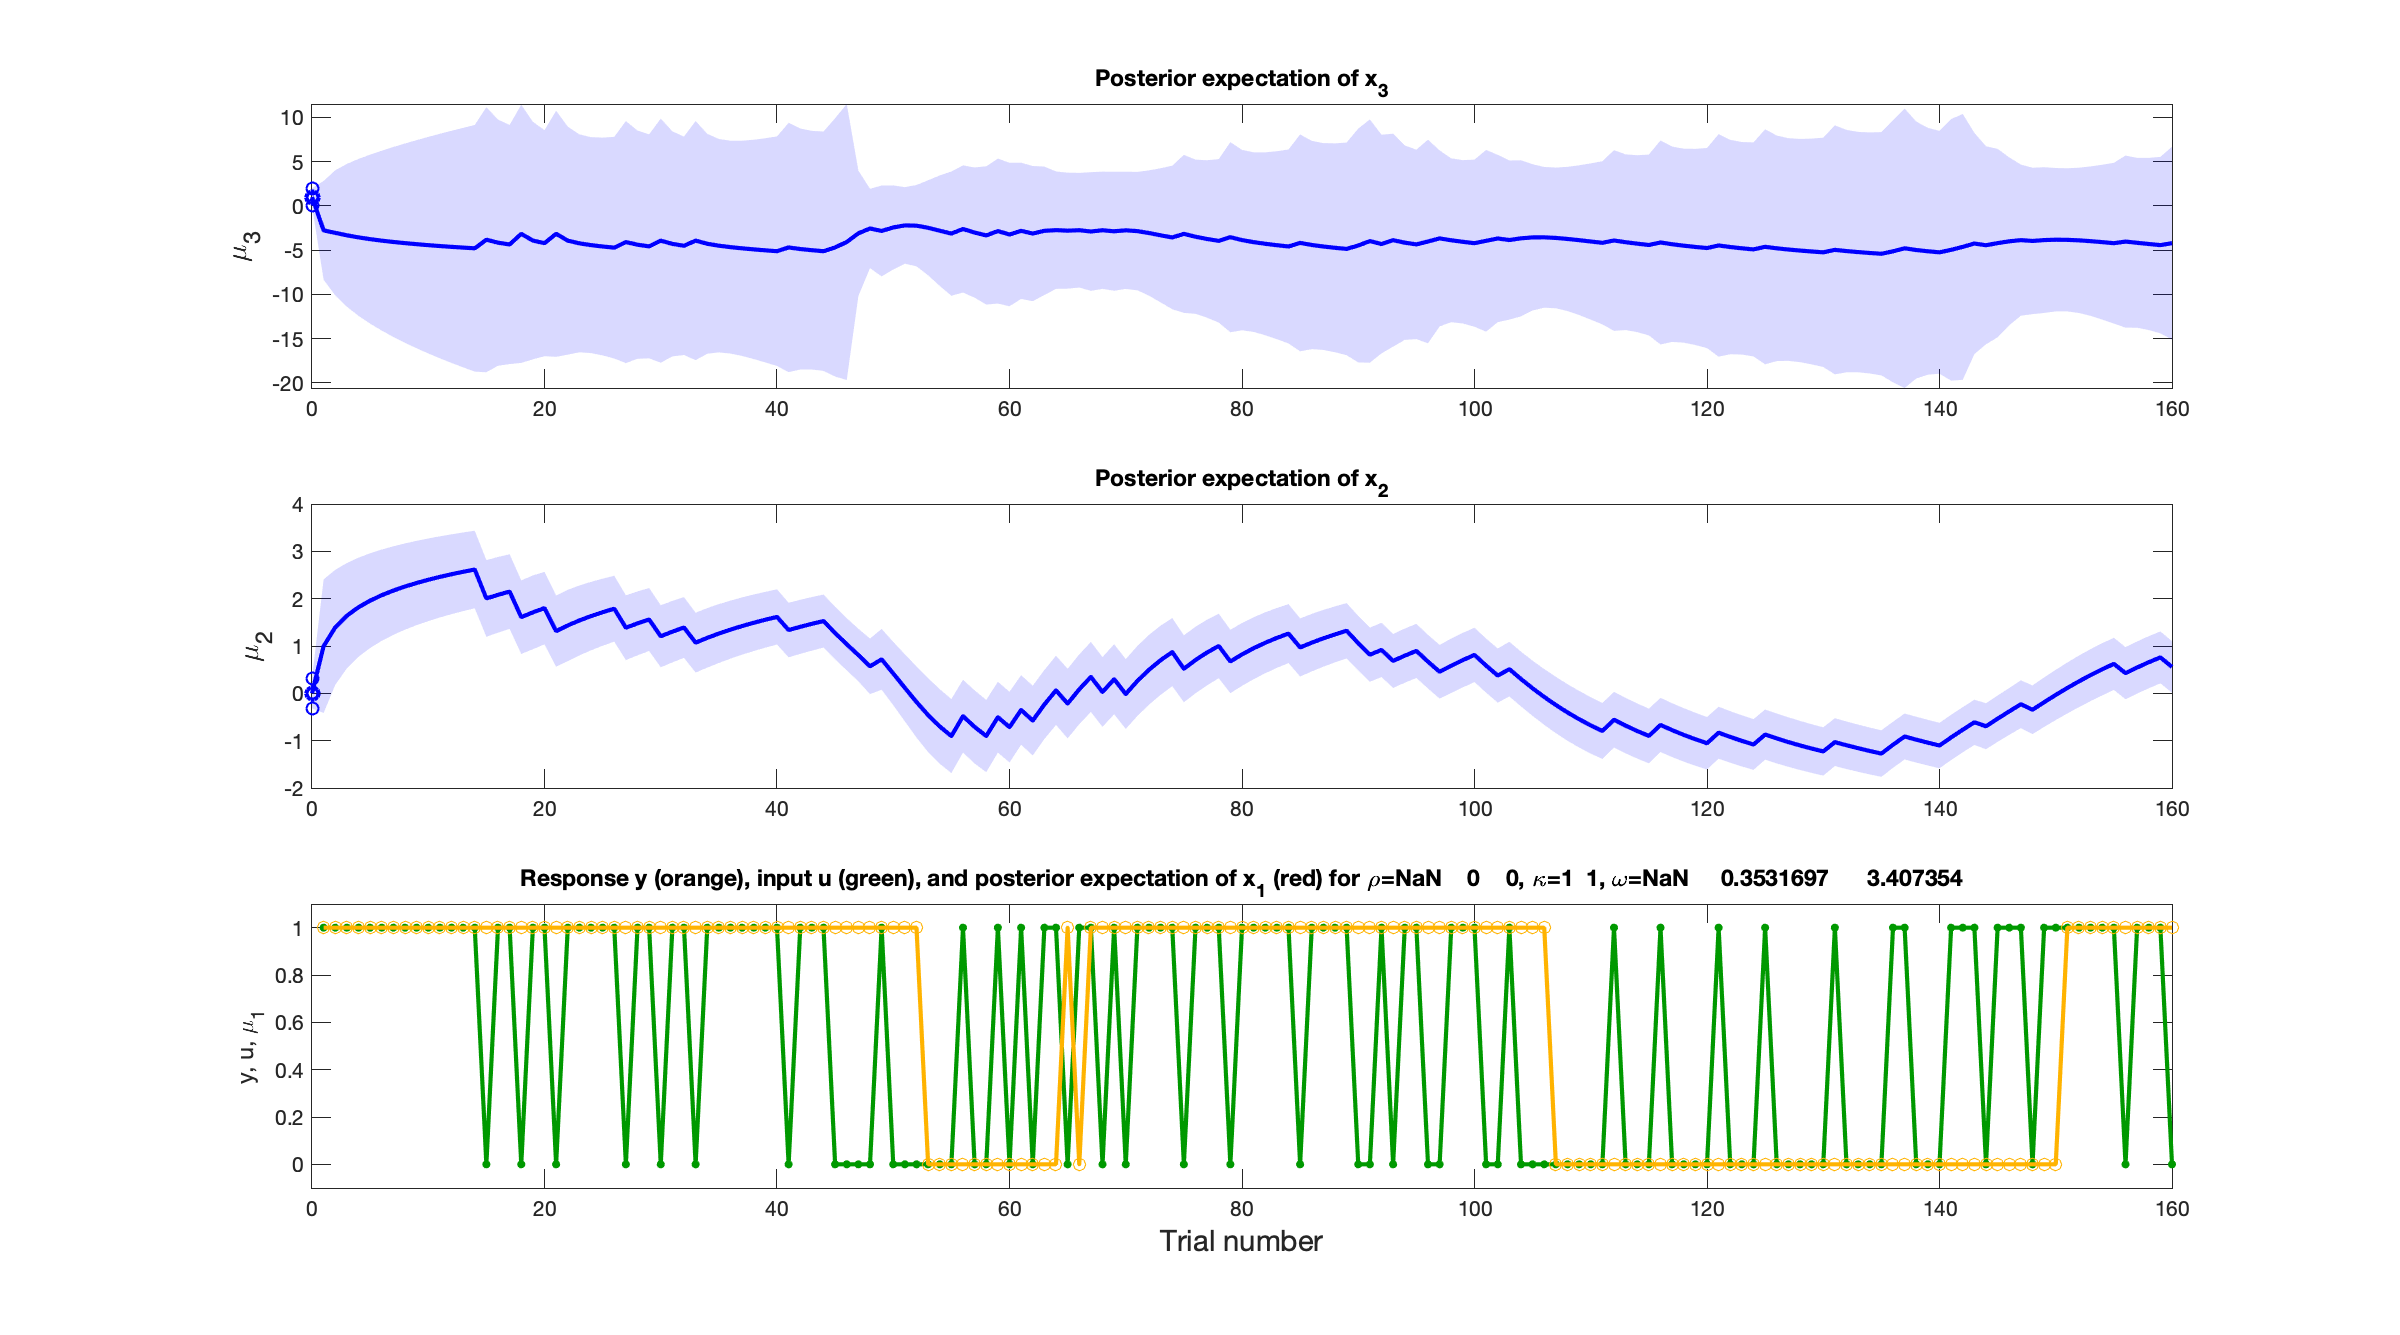 Posterior expectation of x3
10
5
0
-5
-10
-15
-20
μ3
0 20 40 60 80 100 120 140 160
Posterior expectation of x2
4
3
2
1
0
-1
-2
μ2
0 20 40 60 80 100 120 140 160
Response y (orange), input u (green), and posterior expectation of x1 (red) for ρ=NaN 0 0, κ=1 1, ω=NaN 0.3531697 3.407354
1
0.8
0.6
0.4
0.2
0
y, u, μ1
0 20 40 60 80 100 120 140 160
Trial number